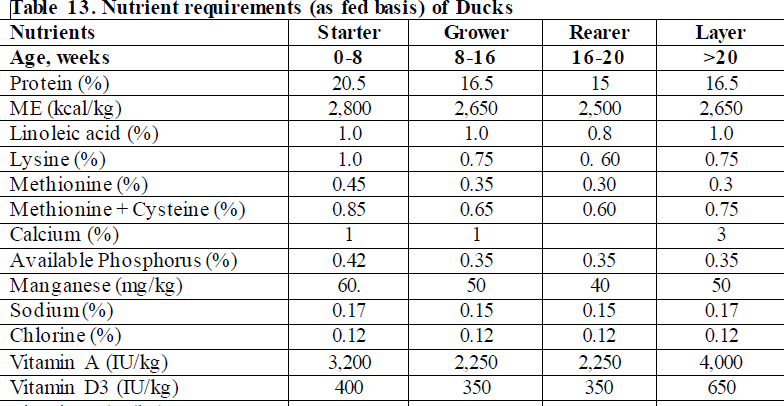 Table 13. Nutrient requirements (as fed basis) of Ducks
Nutrients Starter Grower Rearer Layer
Age, weeks 0-8 8-16 16-20 >20
Protein (%) 20.5 16.5 15 16.5
ME (kcal/kg) 2,800 2,650 2,500 2,650
Linoleic acid (%) 1.0 1.0 0.8 1.0
Lysine (%) 1.0 0.75 0. 60 0.75
Methionine (%) 0.45 0.35 0.30 0.3
Methionine + Cysteine (%) 0.85 0.65 0.60 0.75
Calcium (%) 1 1 3
Available Phosphorus (%) 0.42 0.35 0.35 0.35
Manganese (mg/kg) 60. 50 40 50
Sodium (%) 0.17 0.15 0.15 0.17
Chlorine (%) 0.12 0.12 0.12 0.12
Vitamin A (IU/kg) 3,200 2,250 2,250 4,000
Vitamin D3 (IU/kg) 400 350 350 650